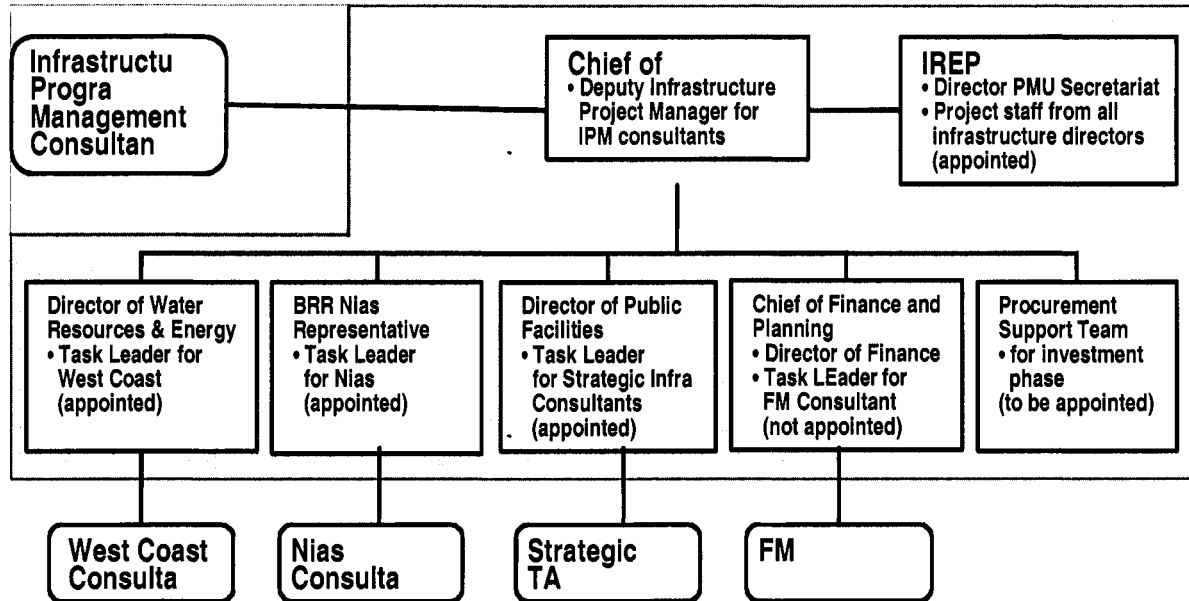 Infrastructu
Progra
Management
Consultan
Chief of
• Deputy Infrastructure
Project Manager for
IPM consultants
IREP
• Director PMU Secretariat
• Project staff from all
infrastructure directors
(appointed)
Director of Water
Resources & Energy
• Task Leader for
West Coast
(appointed)
BRR Nias
Representative
• Task Leader
for Nias
(appointed)
Director of Public
Facilities
• Task Leader
for Strategic Infra
Consultants
(appointed)
Chief of Finance and
Planning
• Director of Finance
• Task LEader for
FM Consultant
(not appointed)
Procurement
Support Team
• for investment
phase
(to be appointed)
West Coast
Consulta
Nias
Consulta
Strategic
TA
FM